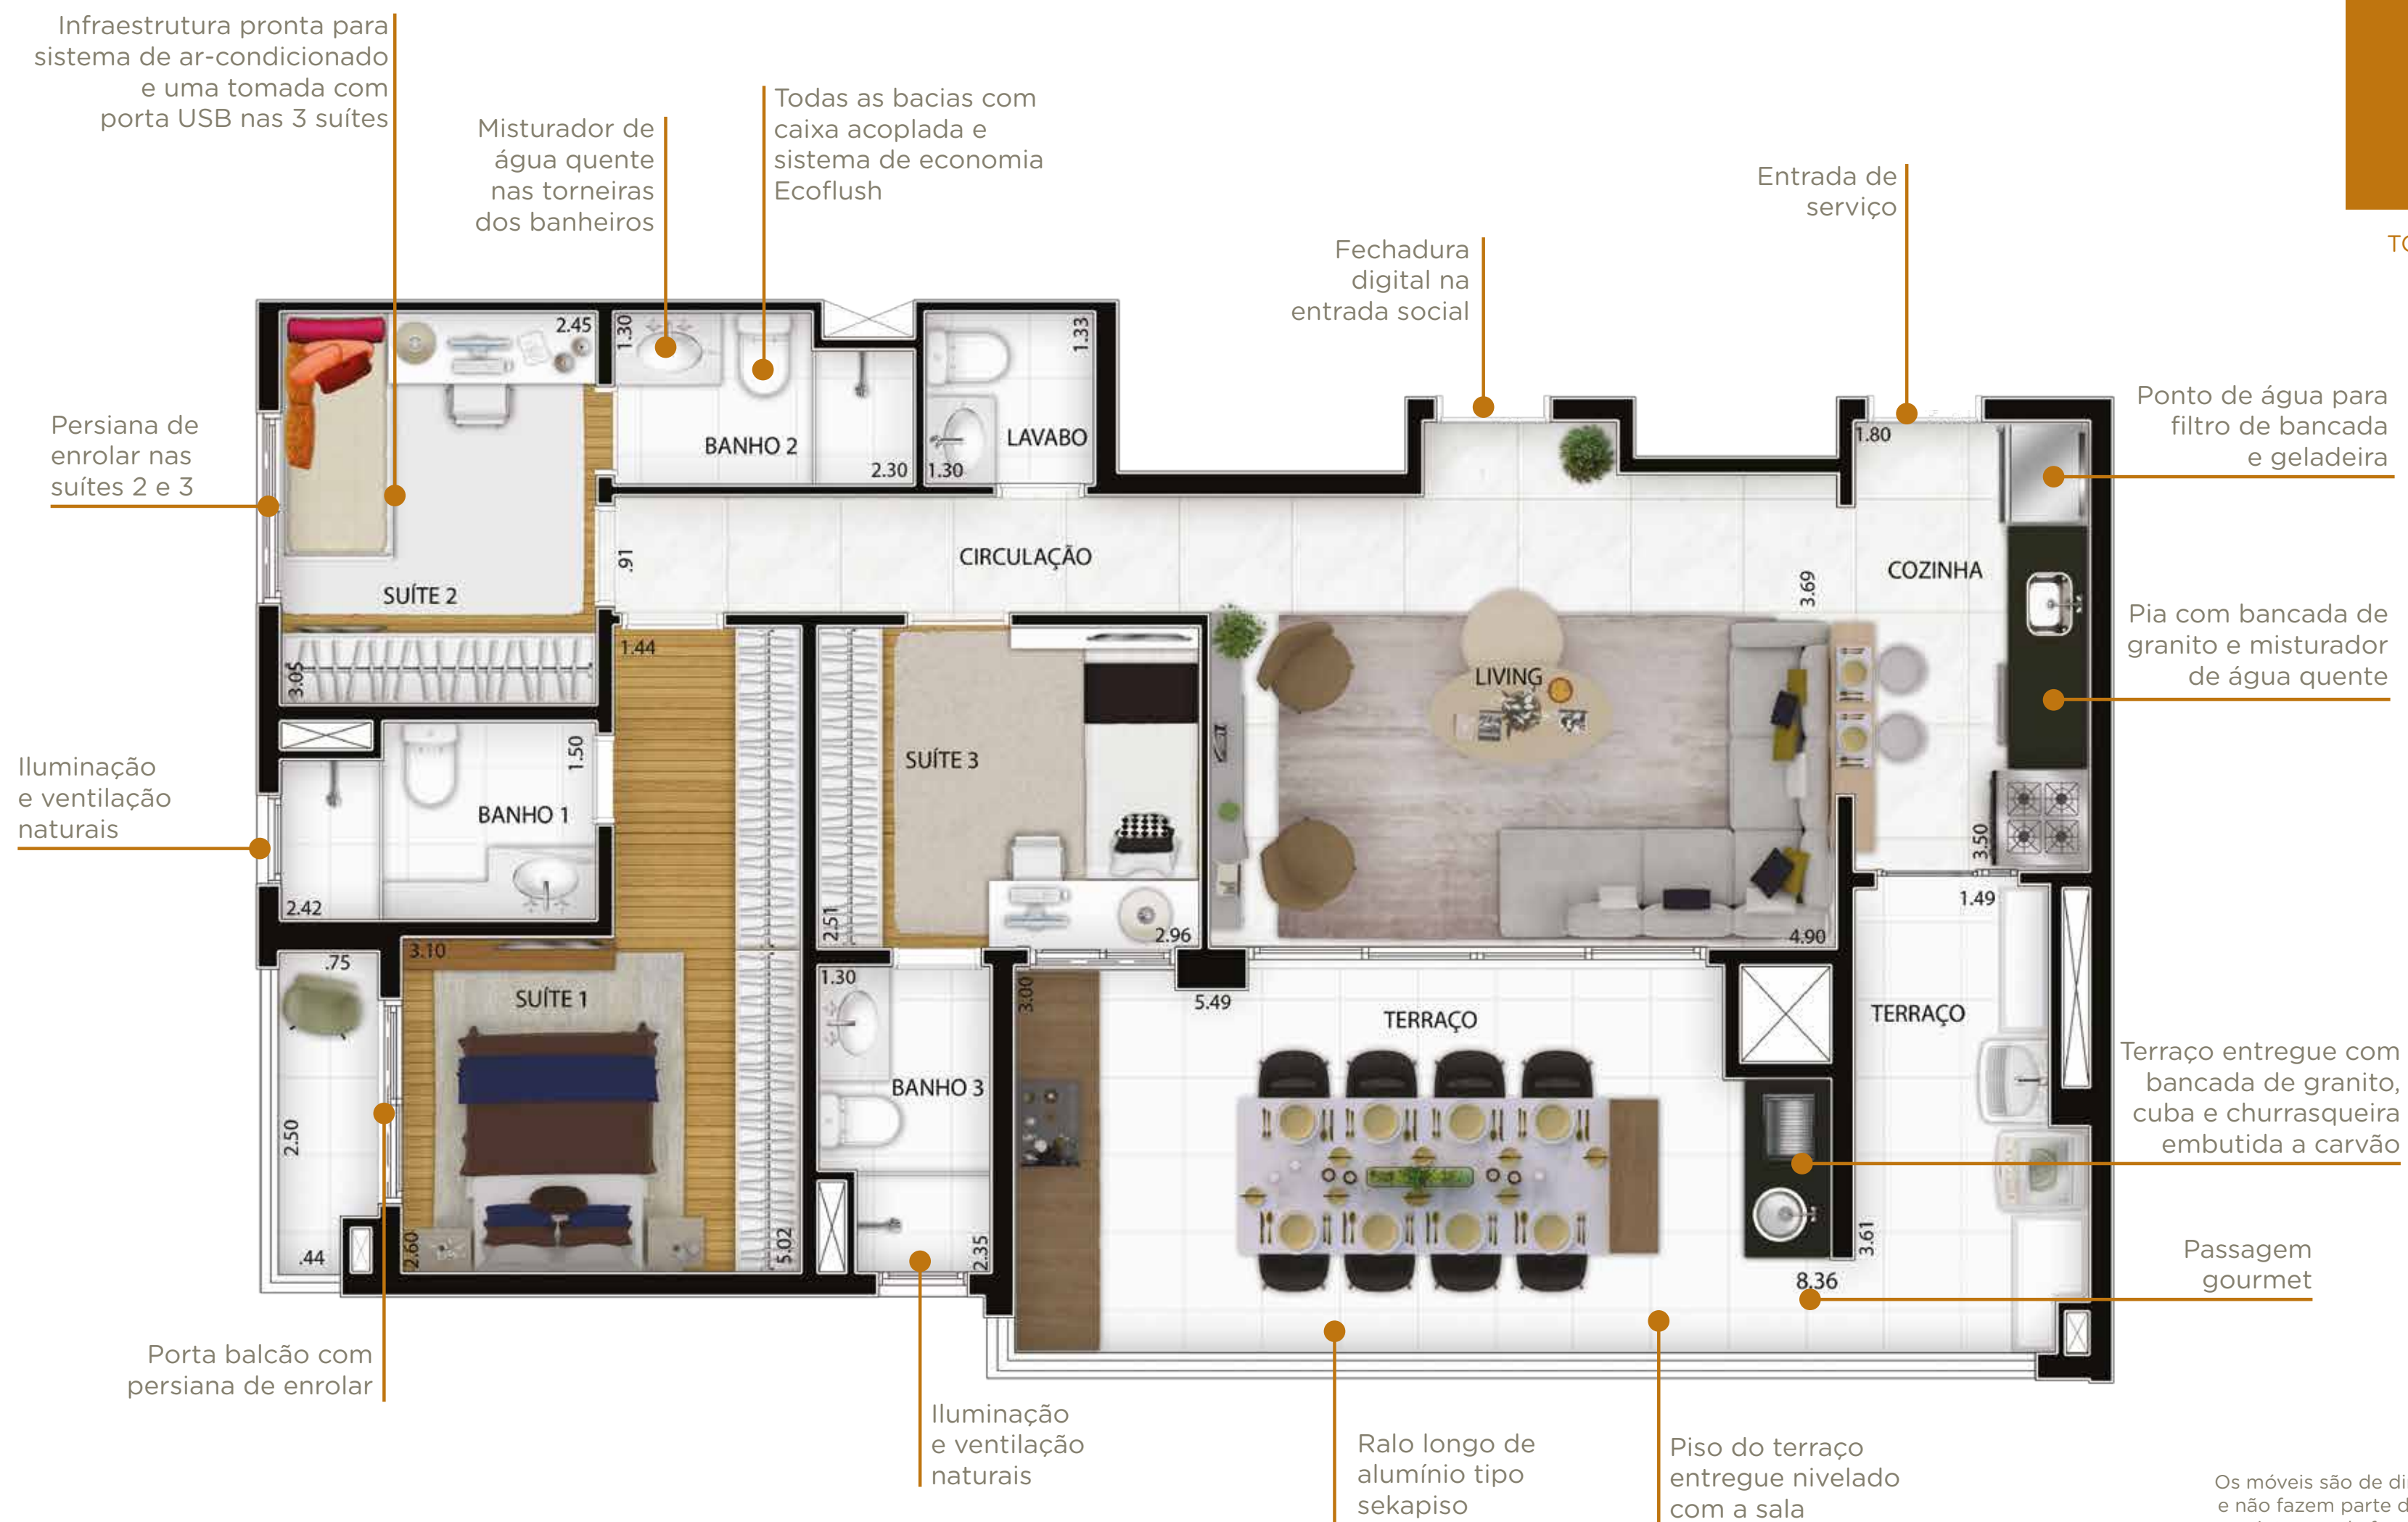 Infraestrutura pronta para
sistema de ar-condicionado
e uma tomada com
porta USB nas 3 suítes
Misturador de
água quente
nas torneiras
dos banheiros
Todas as bacias com
caixa acoplada e
sistema de economia
Ecoflush
Entrada de
serviço
Fechadura
digital na
entrada social
Persiana de
enrolar nas
suítes 2 e 3
Ponto de água para
filtro de bancada
e geladeira
Pia com bancada de
granito e misturador
de água quente
Iluminação
e ventilação
naturais
Terraço entregue com
bancada de granito,
cuba e churrasqueira
embutida a carvão
Passagem
gourmet
Porta balcão com
persiana de enrolar
Iluminação
e ventilação
naturais
Ralo longo de
alumínio tipo
sekapiso
Piso do terraço
entregue nivelado
com a sala
2.45
1.30
1.33
BANHO 2
LAVABO
2.30
1.30
1.80
.91
CIRCULAÇÃO
3.69
COZINHA
SUÍTE 2
3.05
1.44
LIVING
SUÍTE 3
1.50
BANHO 1
2.42
2.51
2.96
4.90
3.50
1.49
.75
3.10
SUÍTE 1
1.30
3.00
5.49
TERRAÇO
TERRAÇO
BANHO 3
2.50
.44
2.60
5.02
2.35
3.61
8.36
Os móveis são de
e não fazem parte